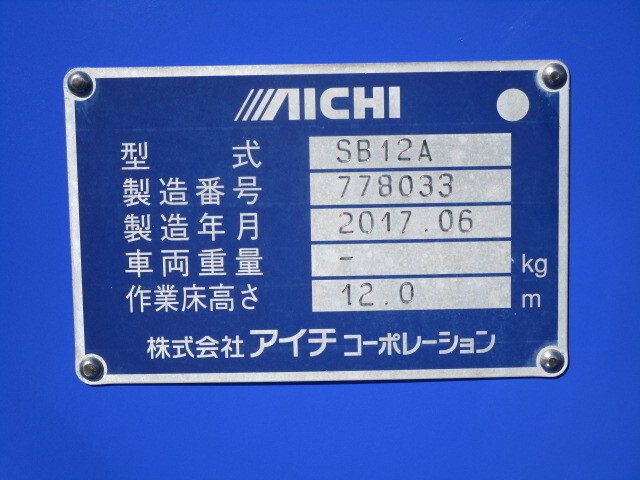 AICHI
型式 SB12A
製造番号 778033
製造年月 2017.06
車両重量 - kg
作業床高さ 12.0 m
株式会社アイチコーポレーション